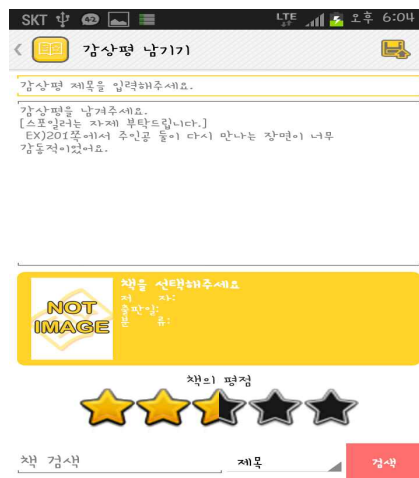 SKT 42 LTE 오후 6:04
감상평 남기기
감상평 제목을 입력해주세요.
감상평을 남겨주세요.
[스포일러는 자제 부탁드립니다.]
EX)201쪽에서 주인공 둘이 다시 만나는 장면이 너무
감동적이었어요.
NOT
IMAGE
책을 선택해주세요
저 자:
출판일:
분 류:
책의 평점
책 검색 제목 검색